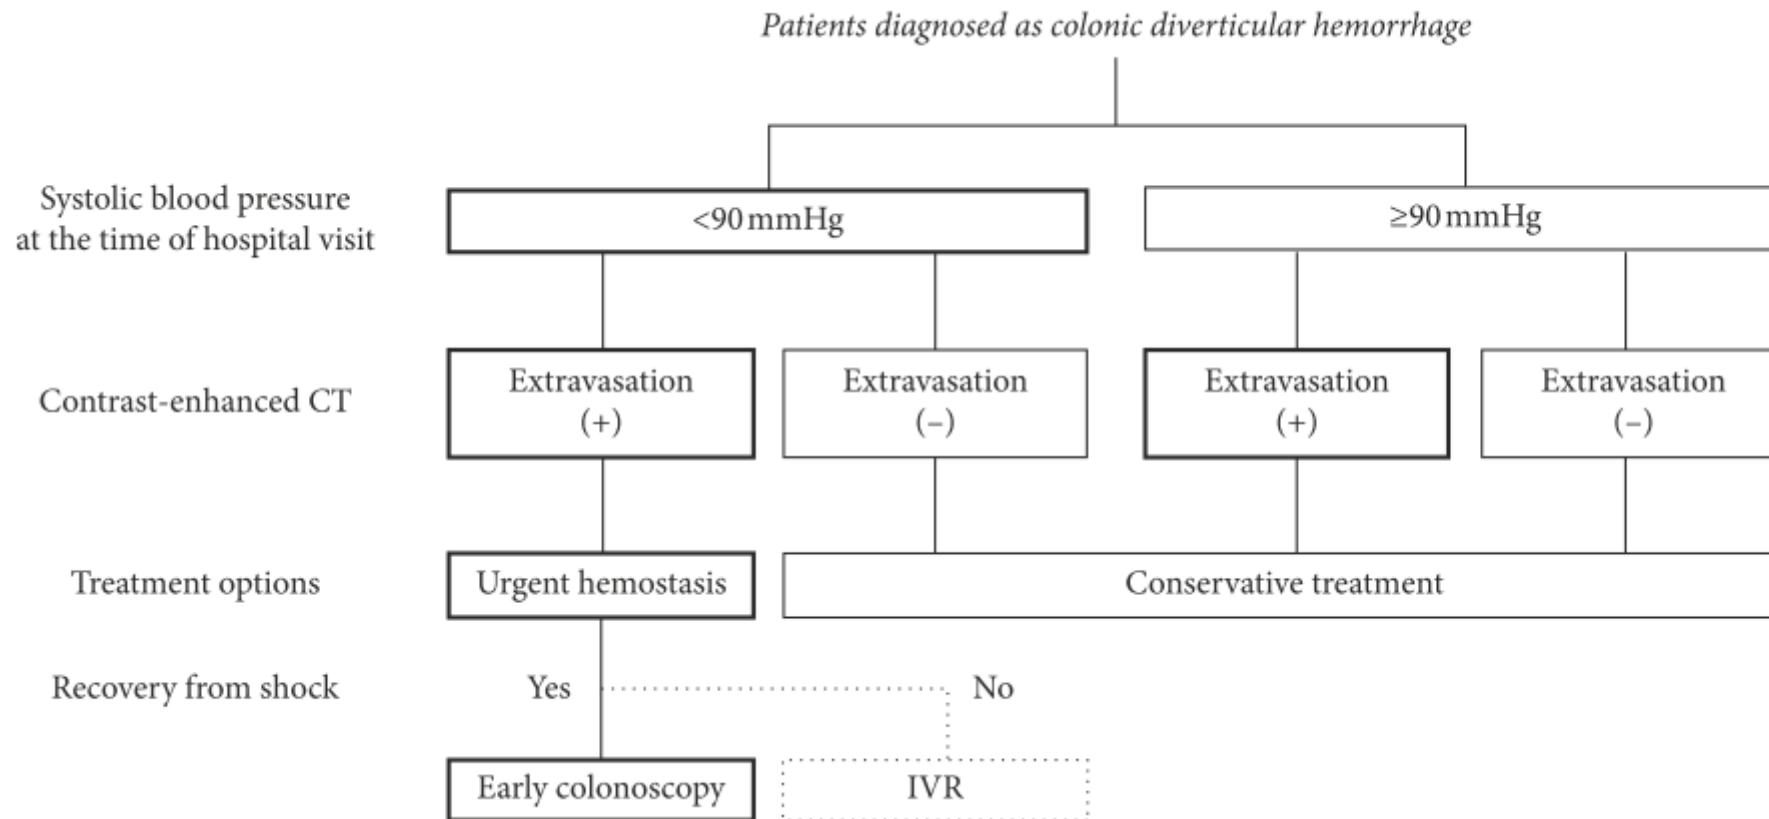 Patients diagnosed as colonic diverticular hemorrhage
Systolic blood pressure
at the time of hospital visit
<90 mmHg
≥90 mmHg
Contrast-enhanced CT
Extravasation
(+)
Extravasation
(–)
Extravasation
(+)
Extravasation
(–)
Treatment options
Urgent hemostasis
Conservative treatment
Recovery from shock
Yes
No
Early colonoscopy
IVR